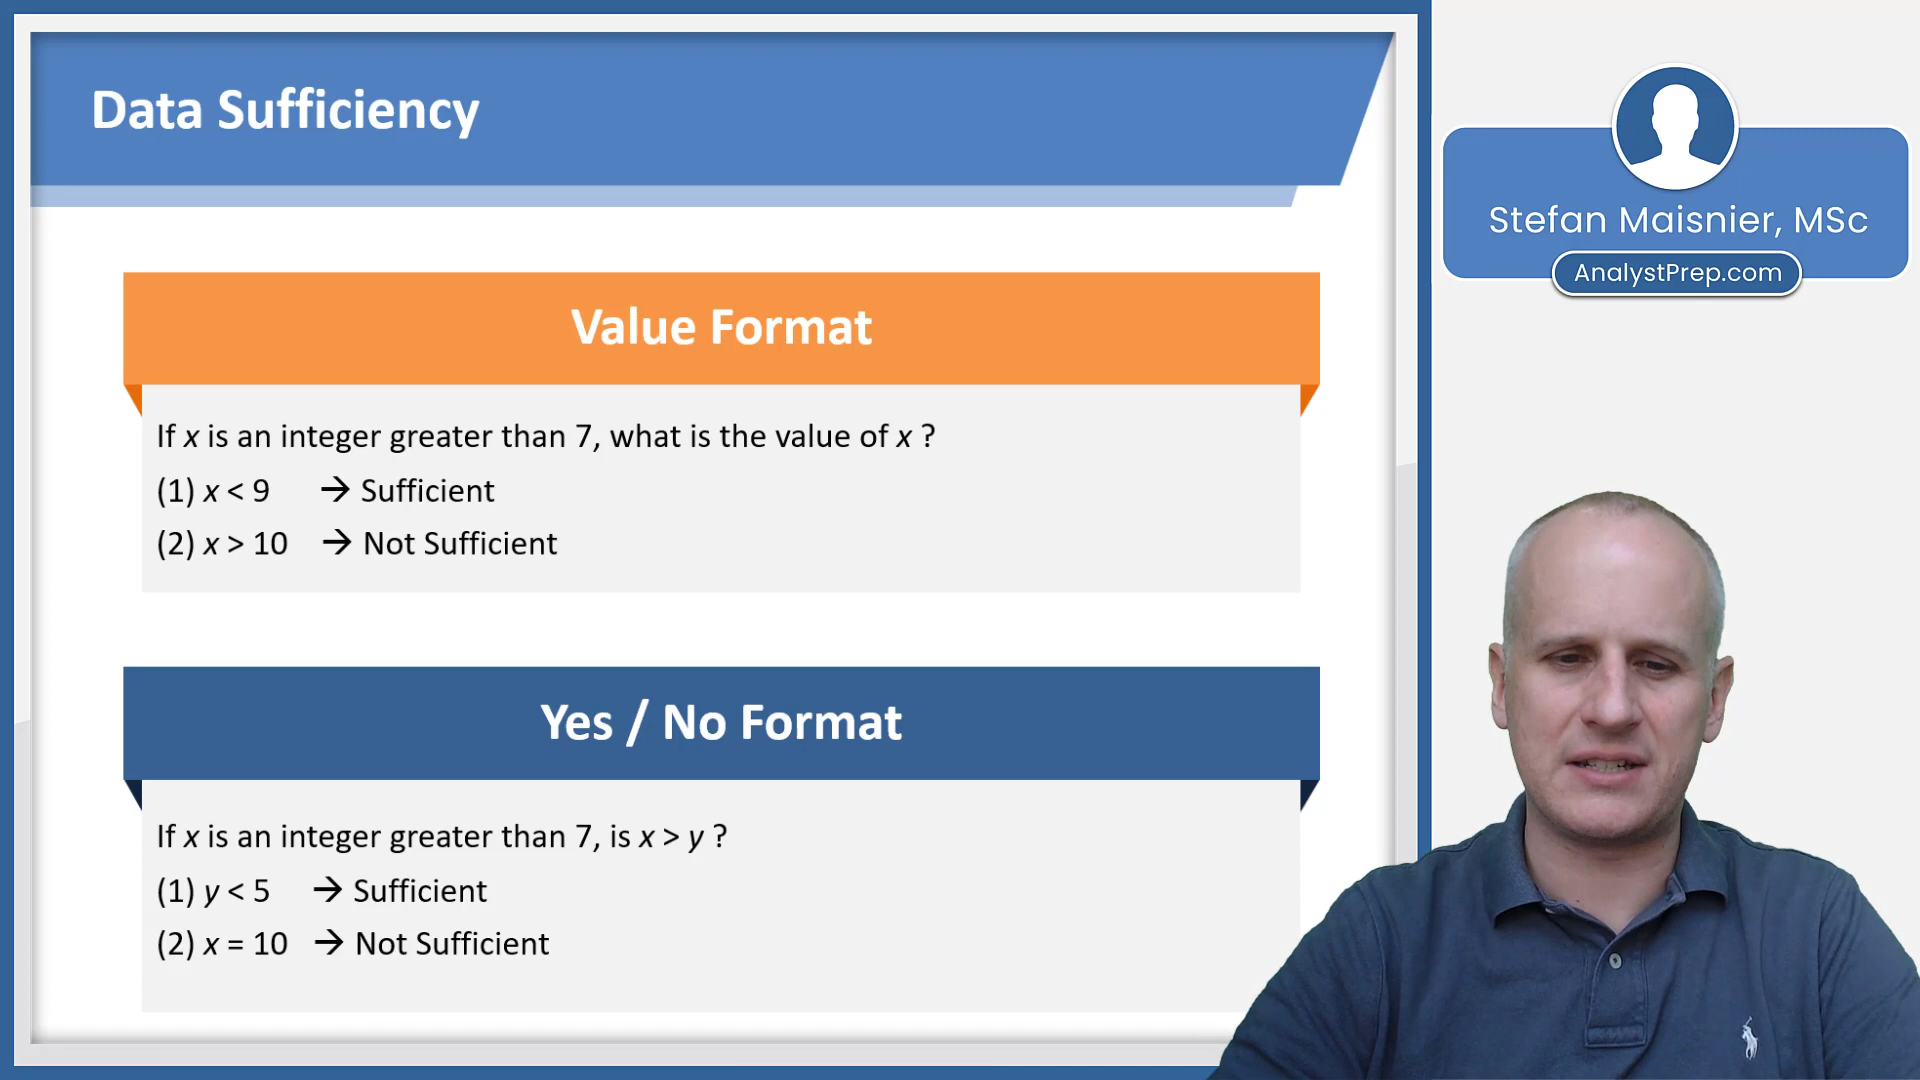 Data Sufficiency
Stefan Maisnier, MSc
AnalystPrep.com
Value Format
If x is an integer greater than 7, what is the value of x ?
(1) x < 9 → Sufficient
(2) x > 10 → Not Sufficient
Yes / No Format
If x is an integer greater than 7, is x > y ?
(1) y < 5 → Sufficient
(2) x = 10 → Not Sufficient